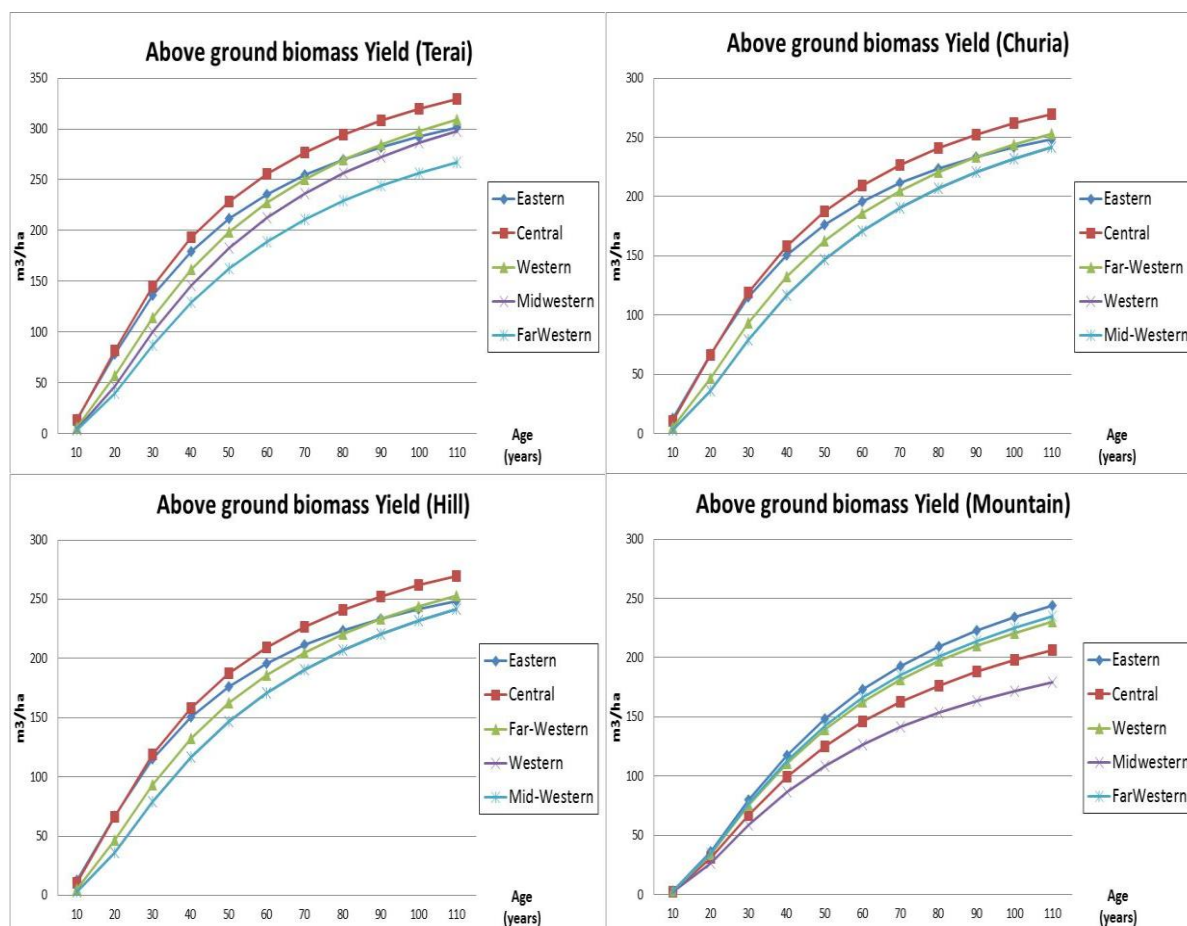 Above ground biomass Yield (Terai)
350
300
250
200
150
100
50
0
m3/ha
10 20 30 40 50 60 70 80 90 100 110
Age
(years)
Eastern
Central
Western
Midwestern
FarWestern
Above ground biomass Yield (Churia)
300
250
200
150
100
50
0
m3/ha
10 20 30 40 50 60 70 80 90 100 110
Age
(years)
Eastern
Central
Far-Western
Western
Mid-Western
Above ground biomass Yield (Hill)
300
250
200
150
100
50
0
m3/ha
10 20 30 40 50 60 70 80 90 100 110
Age
(years)
Eastern
Central
Far-Western
Western
Mid-Western
Above ground biomass Yield (Mountain)
300
250
200
150
100
50
0
m3/ha
10 20 30 40 50 60 70 80 90 100 110
Age
(years)
Eastern
Central
Western
Midwestern
FarWestern